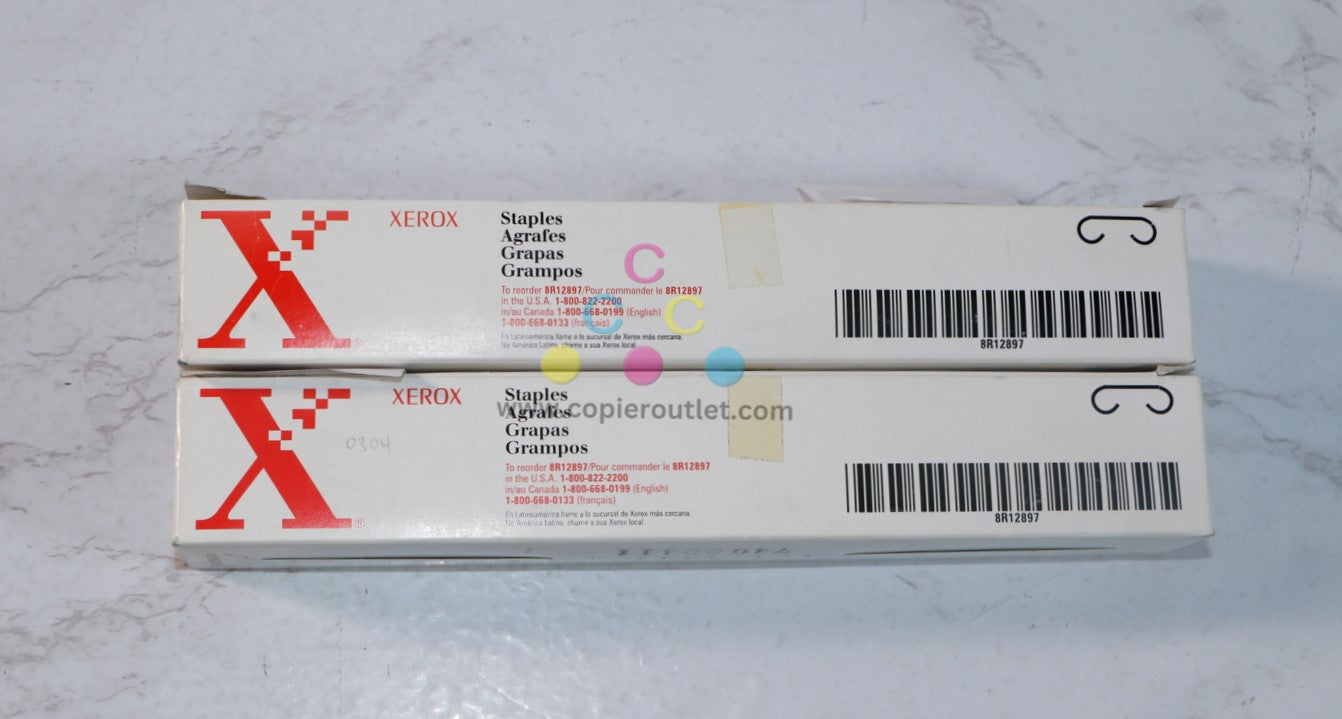 XEROX
Staples
Agrafes
Grapas
Grampos
To reorder 8R12897/Pour commander le 8R12897
in the U.S.A. 1-800-822-2200
in/au Canada 1-800-668-0199 (English)
1-800-668-0133 (français)
En Latinoamérica llame a la sucursal de Xerox más cercana.
No América Latina, chame a sua Xerox local.
8R12897
C
C C
www.copieroutlet.com
XEROX
0304
Staples
Agrafes
Grapas
Grampos
To reorder 8R12897/Pour commander le 8R12897
in the U.S.A. 1-800-822-2200
in/au Canada 1-800-668-0199 (English)
1-800-668-0133 (français)
En Latinoamérica llame a la sucursal de Xerox más cercana.
No América Latina, chame a sua Xerox local.
8R12897